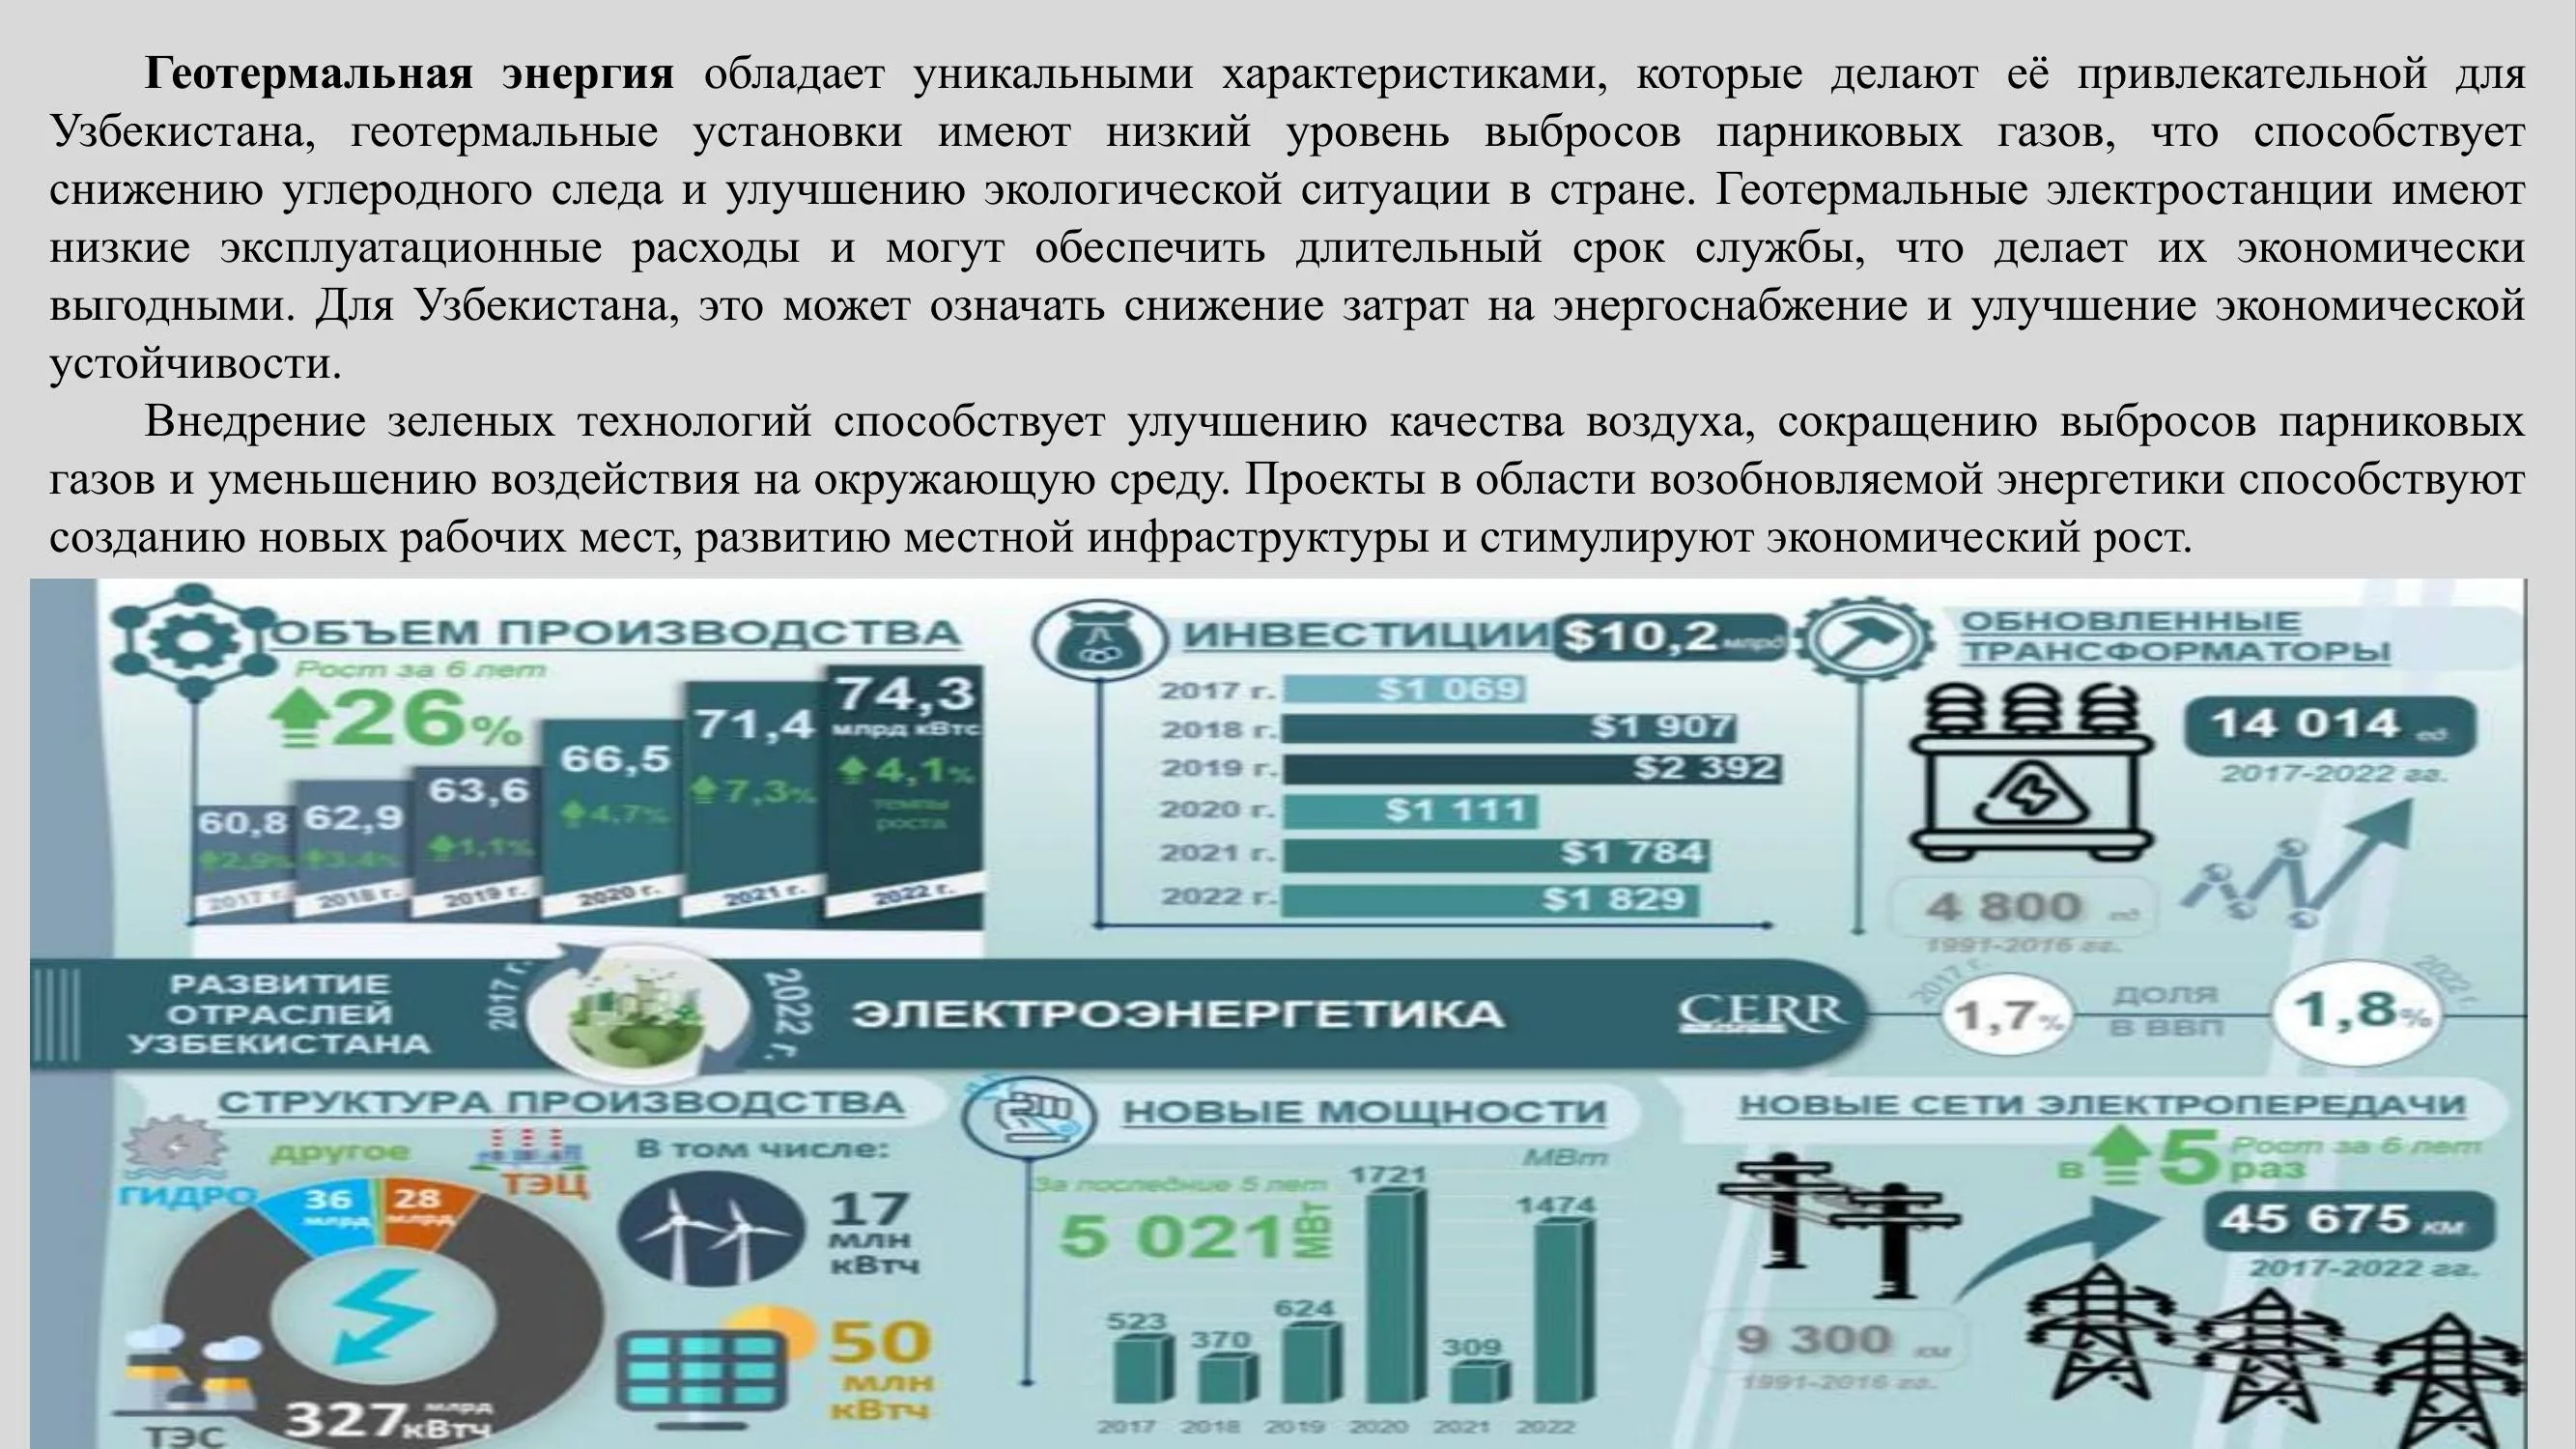 Геотермальная энергия обладает уникальными характеристиками, которые делают её привлекательной для
Узбекистана, геотермальные установки имеют низкий уровень выбросов парниковых газов, что способствует
снижению углеродного следа и улучшению экологической ситуации в стране. Геотермальные электростанции имеют
низкие эксплуатационные расходы и могут обеспечить длительный срок службы, что делает их экономически
выгодными. Для Узбекистана, это может означать снижение затрат на энергоснабжение и улучшение экономической
устойчивости.
Внедрение зеленых технологий способствует улучшению качества воздуха, сокращению выбросов парниковых
газов и уменьшению воздействия на окружающую среду. Проекты в области возобновляемой энергетики способствуют
созданию новых рабочих мест, развитию местной инфраструктуры и стимулируют экономический рост.
ОБЪЕМ ПРОИЗВОДСТВА
Рост за 6 лет
26%
60,8
2,9%
2017 г.
62,9
3,4%
2018 г.
63,6
1,1%
2019 г.
66,5
4,7%
2020 г.
71,4
7,3%
2021 г.
74,3
млрд кВтс
4,1%
темпы
роста
2022 г.
ИНВЕСТИЦИИ $10,2 млрд
2017 г. $1 069
2018 г. $1 907
2019 г. $2 392
2020 г. $1 111
2021 г. $1 784
2022 г. $1 829
ОБНОВЛЕННЫЕ
ТРАНСФОРМАТОРЫ
14 014 ед.
2017-2022 гг.
4 800 ед.
1991-2016 гг.
РАЗВИТИЕ
ОТРАСЛЕЙ
УЗБЕКИСТАНА
2017 г.
2022 г.
ЭЛЕКТРОЭНЕРГЕТИКА
CERR
2017 г.
1,7%
ДОЛЯ
В ВВП
1,8%
2022 г.
СТРУКТУРА ПРОИЗВОДСТВА
другое
ГИДРО
ТЭЦ
36
млрд
28
млрд
327 млрд
кВтч
ТЭС
В том числе:
17
млн
кВтч
50
млн
кВтч
НОВЫЕ МОЩНОСТИ
МВт
За последние 5 лет
5 021 МВт
523
370
624
1721
309
1474
2017 2018 2019 2020 2021 2022
НОВЫЕ СЕТИ ЭЛЕКТРОПЕРЕДАЧИ
в 5 раз
Рост за 6 лет
45 675 км
2017-2022 гг.
9 300 км
1991-2016 гг.